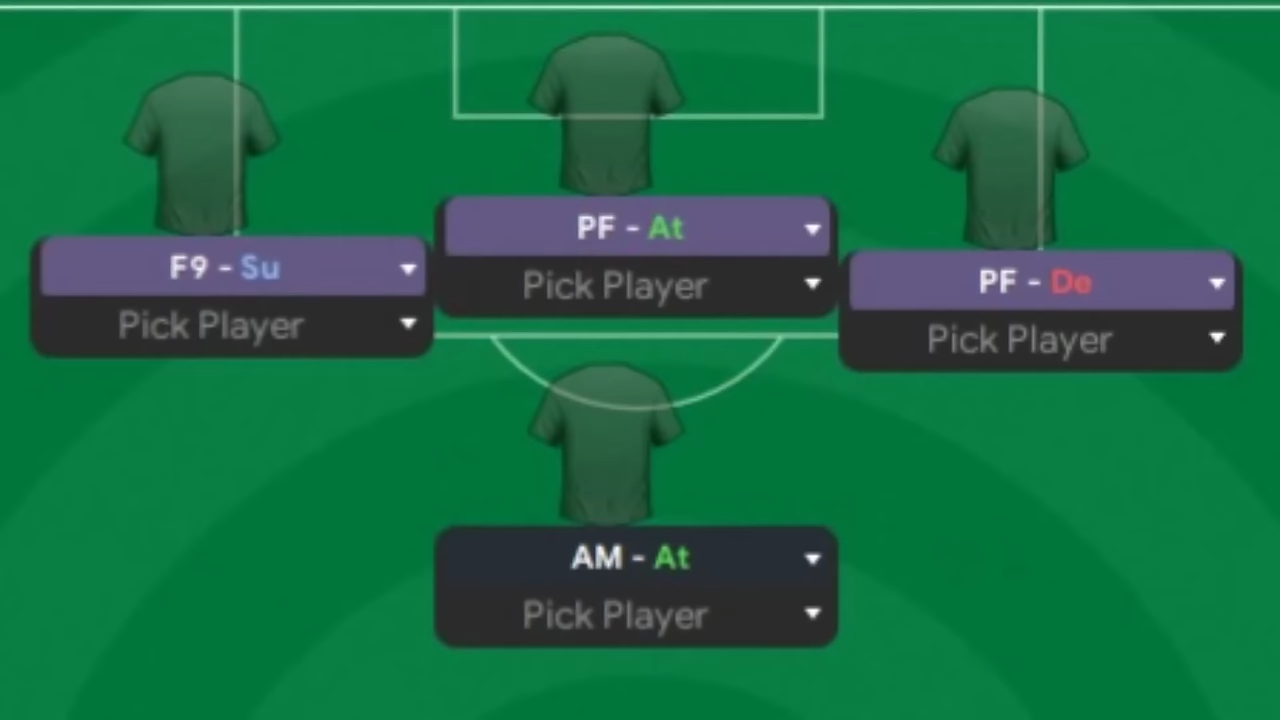 PF - At
Pick Player
F9 - Su
Pick Player
PF - De
Pick Player
AM - At
Pick Player